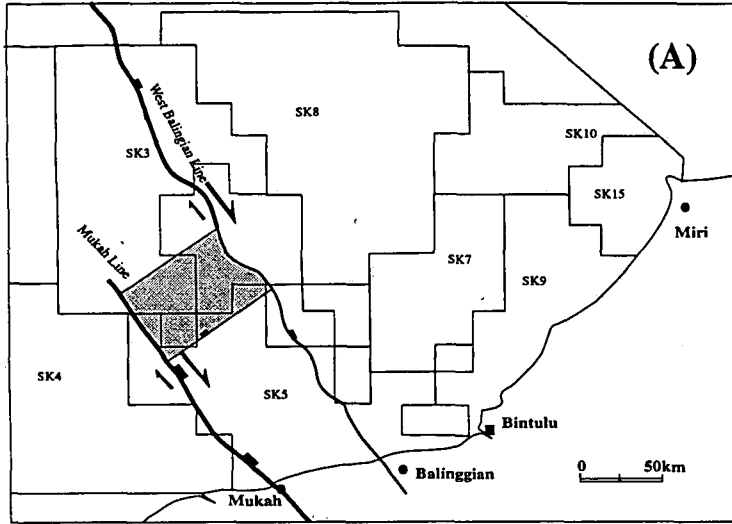 (A)
SK8
West Balingian Line
SK3
SK10
SK15
Miri
Mukah Line
SK7
SK9
SK4
SK5
Bintulu
Balinggian
0 50km
Mukah